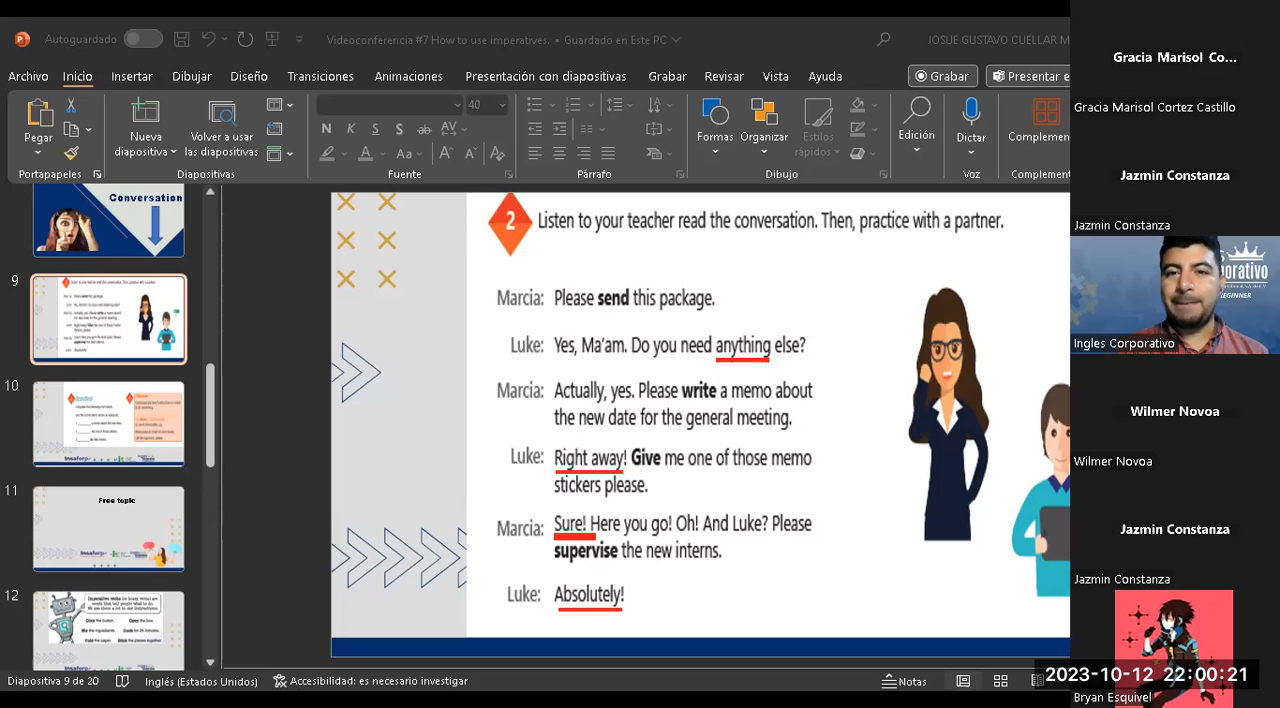 Autoguardado
Videoconferencia #7 How to use imperatives. • Guardado en Este PC
JOSUE GUSTAVO CUELLAR M
Archivo Inicio Insertar Dibujar Diseño Transiciones Animaciones Presentación con diapositivas Grabar Revisar Vista Ayuda
Grabar
Presentar e
Pegar
Nueva
diapositiva
Volver a usar
las diapositivas
40
N K S S ab AV
A Aa A A A
Formas
Organizar
Estilos
rápidos
Edición
Dictar
Complemen
Portapapeles
Diapositivas
Fuente
Párrafo
Dibujo
Voz
Complement
Conversation
9
10
11
Free topic
12
2
Listen to your teacher read the conversation. Then, practice with a partner.
Marcia: Please send this package.
Luke: Yes, Ma’am. Do you need anything else?
Marcia: Actually, yes. Please write a memo about
the new date for the general meeting.
Luke: Right away! Give me one of those memo
stickers please.
Marcia: Sure! Here you go! Oh! And Luke? Please
supervise the new interns.
Luke: Absolutely!
Diapositiva 9 de 20
Inglés (Estados Unidos)
Accesibilidad: es necesario investigar
Notas
Gracia Marisol Co...
Gracia Marisol Cortez Castillo
Jazmin Constanza
Jazmin Constanza
porativo
BEGINNER
Ingles Corporativo
Wilmer Novoa
Wilmer Novoa
Jazmin Constanza
Jazmin Constanza
2023-10-12 22:00:21
Bryan Esquivel